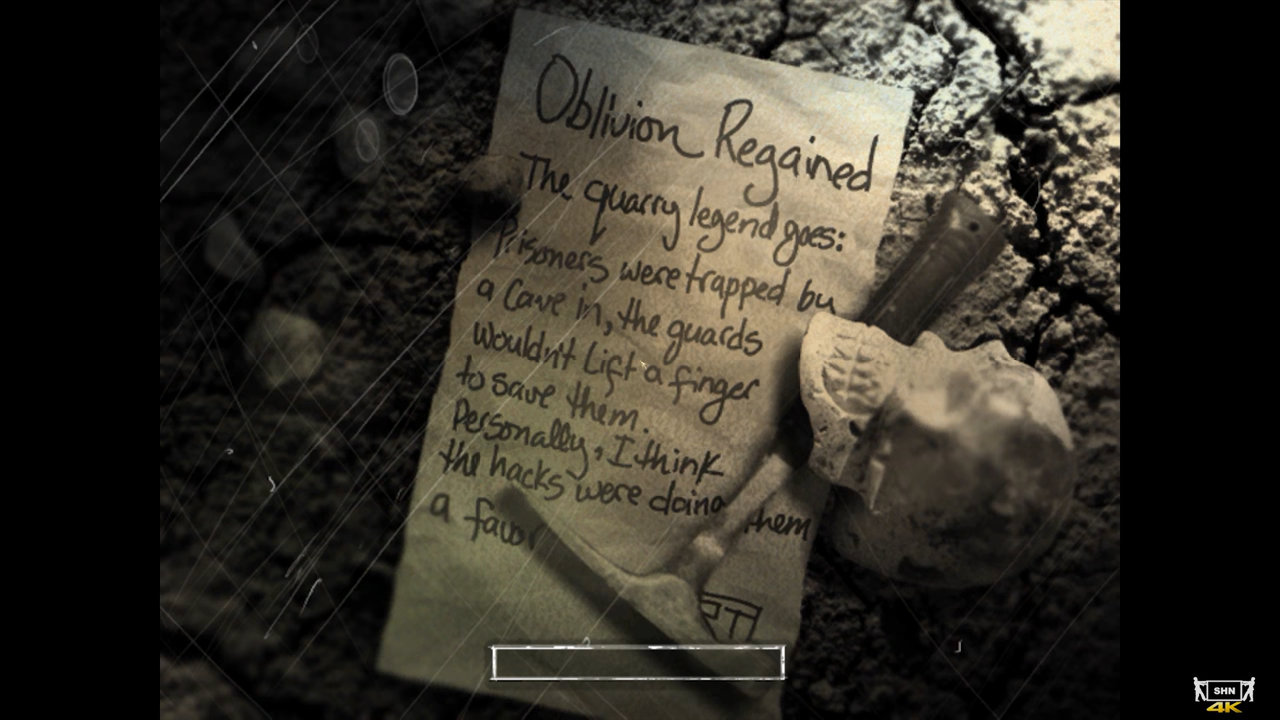 Oblivion Regained
The quarry legend goes:
Prisoners were trapped by
a Cave in, the guards
wouldn't Lift a finger
to save them.
Personally, I think
the hacks were doing them
a favor
SHN
4K